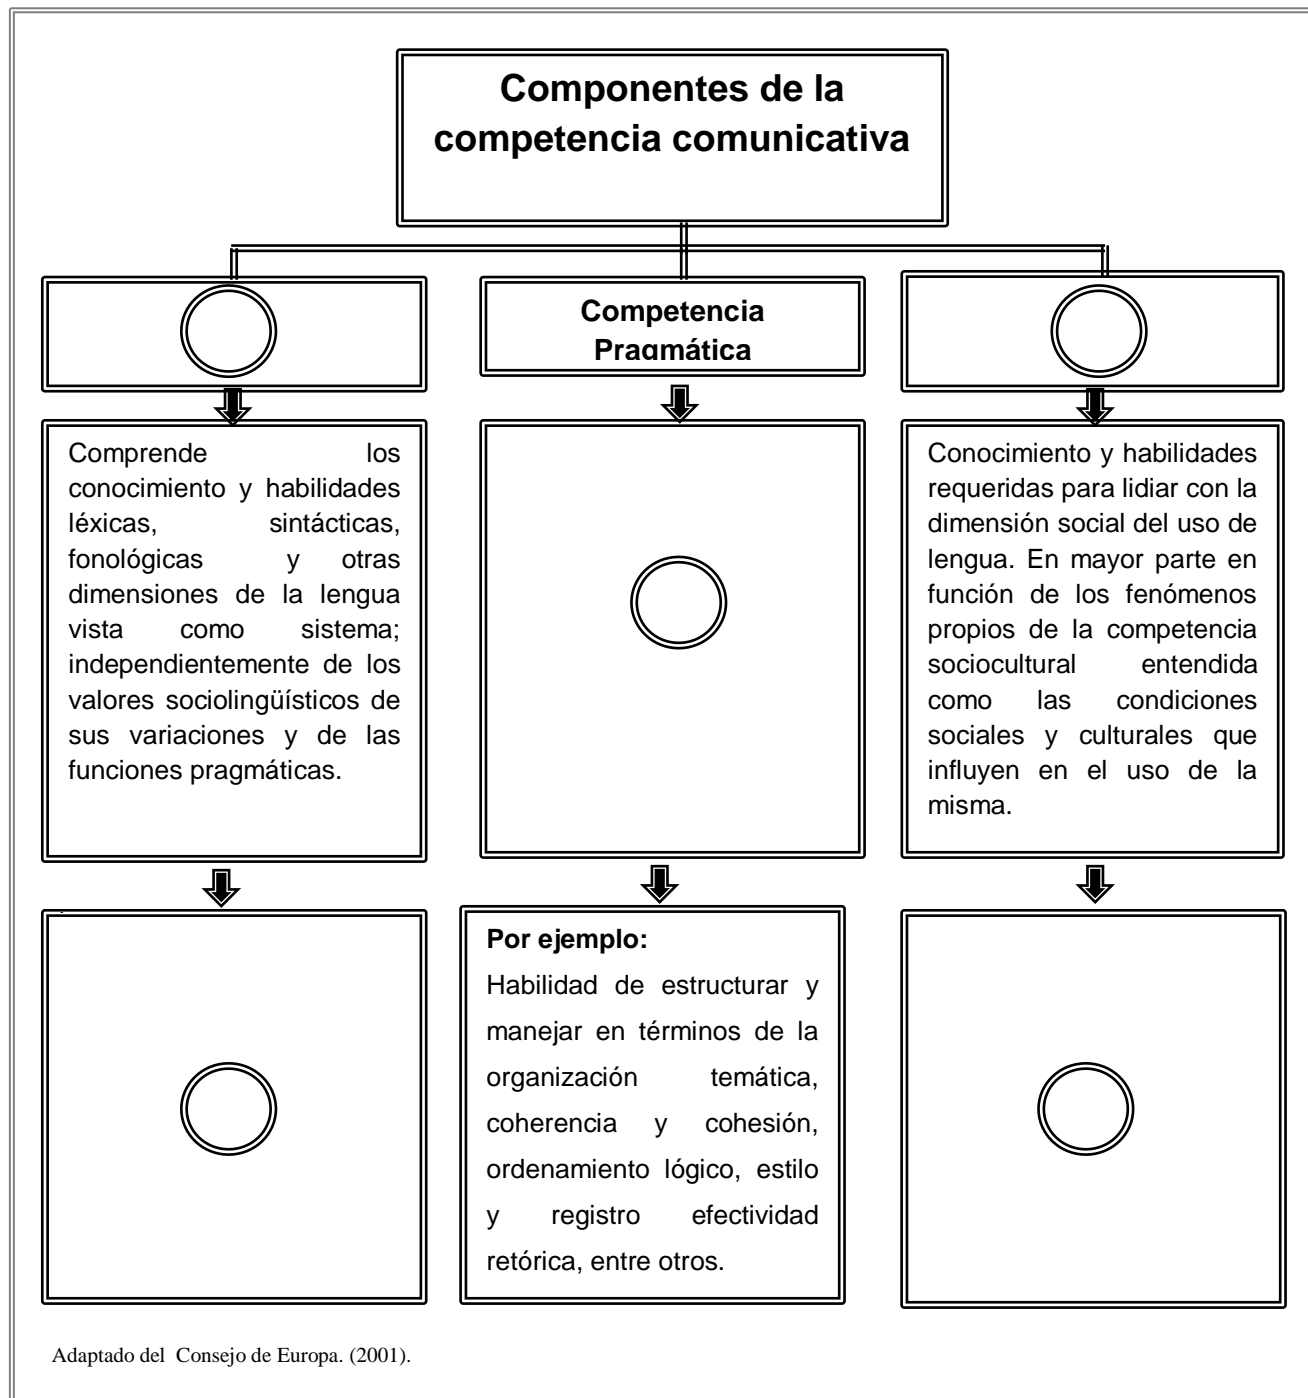 Componentes de la
competencia comunicativa
Competencia
Pragmática
Comprende los
conocimiento y habilidades
léxicas, sintácticas,
fonológicas y otras
dimensiones de la lengua
vista como sistema;
independientemente de los
valores sociolingüísticos de
sus variaciones y de las
funciones pragmáticas.
Conocimiento y habilidades
requeridas para lidiar con la
dimensión social del uso de
lengua. En mayor parte en
función de los fenómenos
propios de la competencia
sociocultural entendida
como las condiciones
sociales y culturales que
influyen en el uso de la
misma.
Por ejemplo:
Habilidad de estructurar y
manejar en términos de la
organización temática,
coherencia y cohesión,
ordenamiento lógico, estilo
y registro efectividad
retórica, entre otros.
Adaptado del Consejo de Europa. (2001).